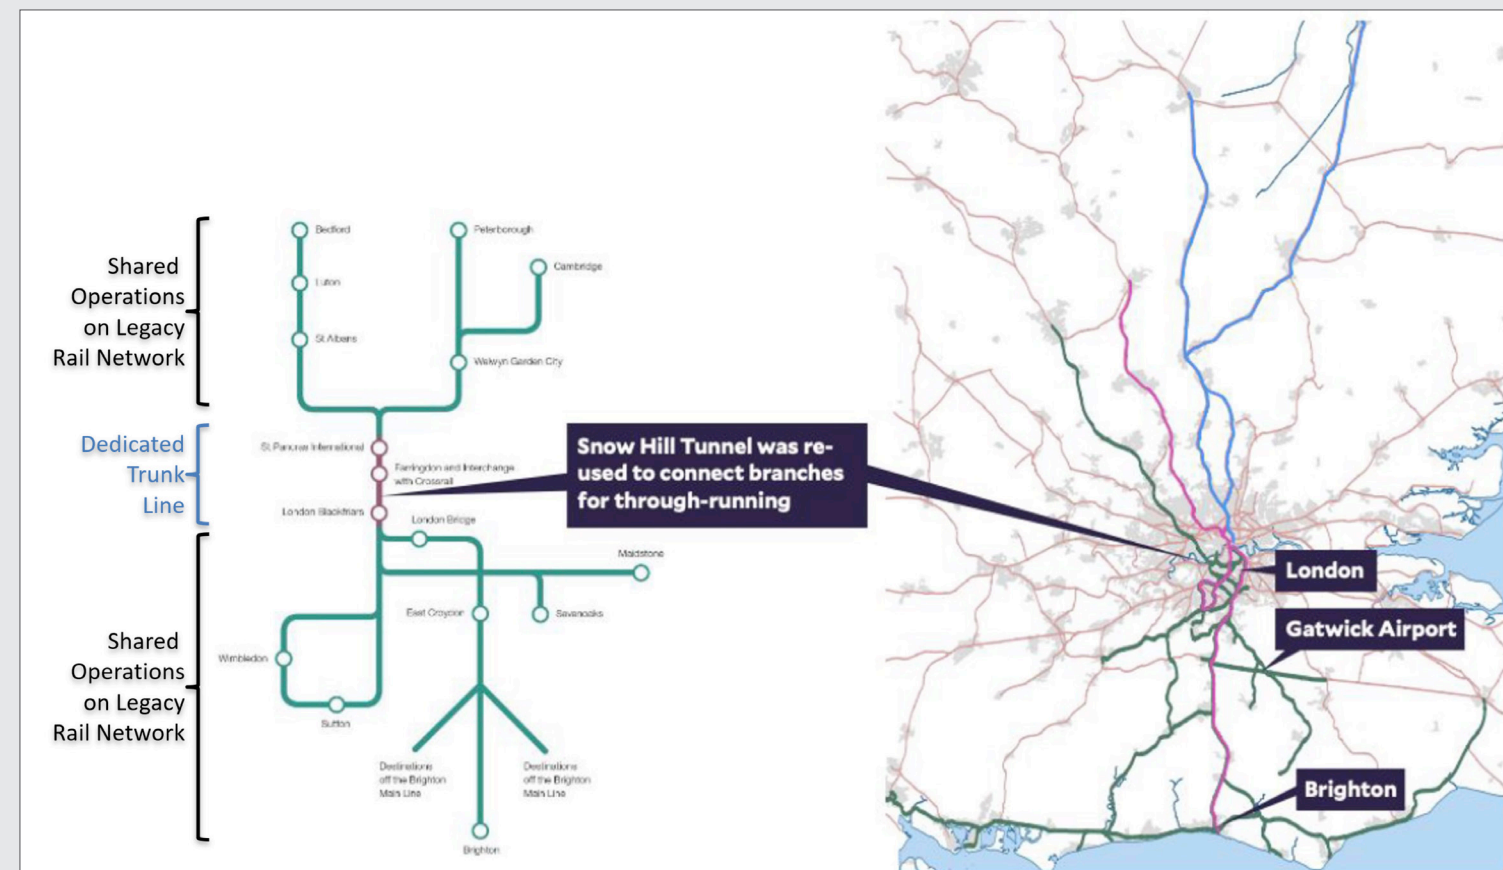 Shared
Operations
on Legacy
Rail Network
Dedicated
Trunk
Line
Shared
Operations
on Legacy
Rail Network
Bedford
Luton
St Albans
Peterborough
Cambridge
Welwyn Garden City
St Pancras International
Farringdon and Interchange
with Crossrail
London Blackfriars
London Bridge
Maidstone
East Croydon
Sevenoaks
Wimbledon
Sutton
Destinations
off the Brighton
Main Line
Destinations
off the Brighton
Main Line
Brighton
Snow Hill Tunnel was re-
used to connect branches
for through-running
London
Gatwick Airport
Brighton